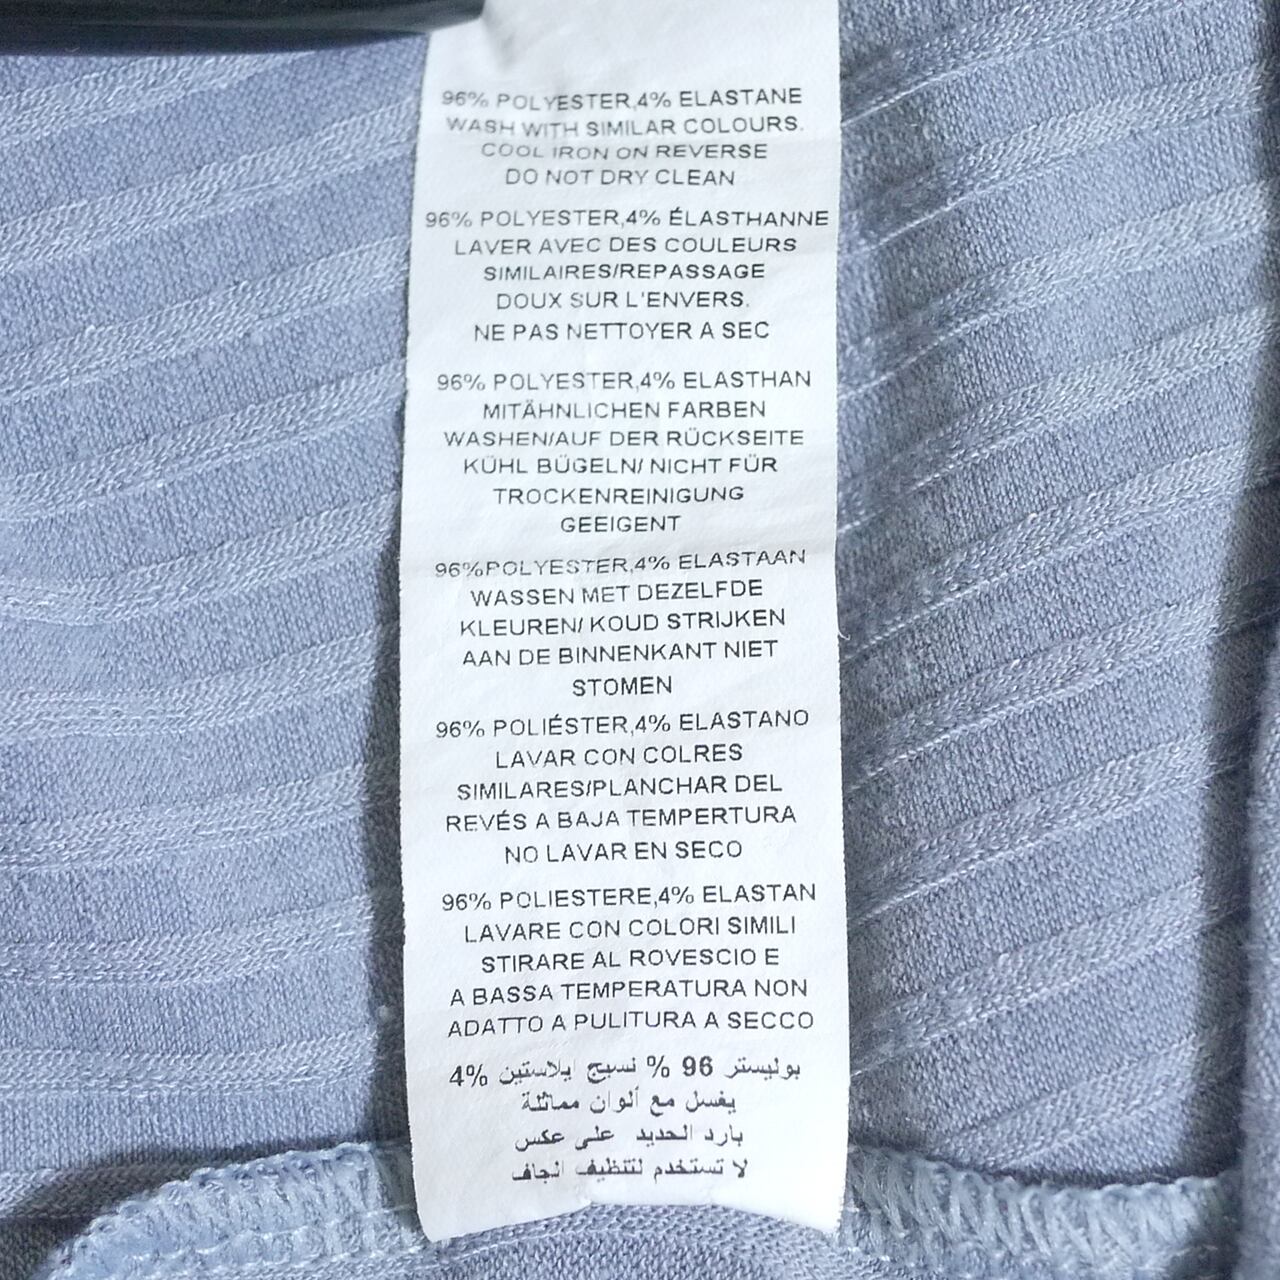 96% POLYESTER,4% ELASTANE
WASH WITH SIMILAR COLOURS.
COOL IRON ON REVERSE
DO NOT DRY CLEAN
96% POLYESTER,4% ÉLASTHANNE
LAVER AVEC DES COULEURS
SIMILAIRES/REPASSAGE
DOUX SUR L'ENVERS.
NE PAS NETTOYER A SEC
96% POLYESTER,4% ELASTHAN
MITÄHNLICHEN FARBEN
WASHEN/AUF DER RÜCKSEITE
KÜHL BÜGELN/ NICHT FÜR
TROCKENREINIGUNG
GEEIGENT
96%POLYESTER,4% ELASTAAN
WASSEN MET DEZELFDE
KLEUREN/ KOUD STRIJKEN
AAN DE BINNENKANT NIET
STOMEN
96% POLIÉSTER,4% ELASTANO
LAVAR CON COLRES
SIMILARES/PLANCHAR DEL
REVÉS A BAJA TEMPERTURA
NO LAVAR EN SECO
96% POLIESTERE,4% ELASTAN
LAVARE CON COLORI SIMILI
STIRARE AL ROVESCIO E
A BASSA TEMPERATURA NON
ADATTO A PULITURA A SECCO
بوليستر 96 % نسيج ايلاستين 4%
يغسل مع ألوان مماثلة
بارد الحديد على عكس
لا تستخدم لتنظيف الجاف